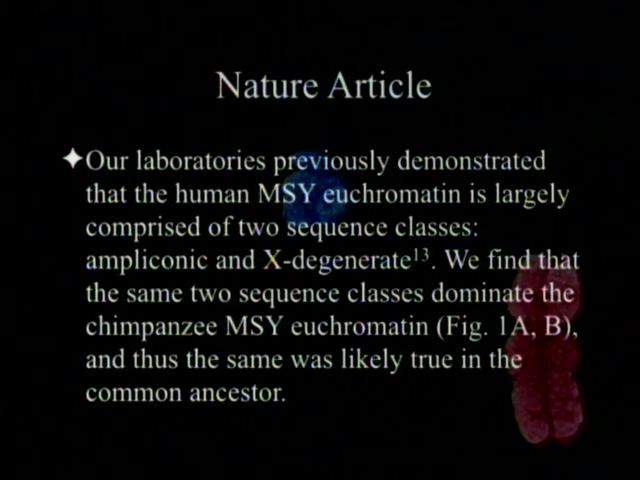 Nature Article
✦Our laboratories previously demonstrated
that the human MSY euchromatin is largely
comprised of two sequence classes:
ampliconic and X-degenerate¹³. We find that
the same two sequence classes dominate the
chimpanzee MSY euchromatin (Fig. 1A, B),
and thus the same was likely true in the
common ancestor.